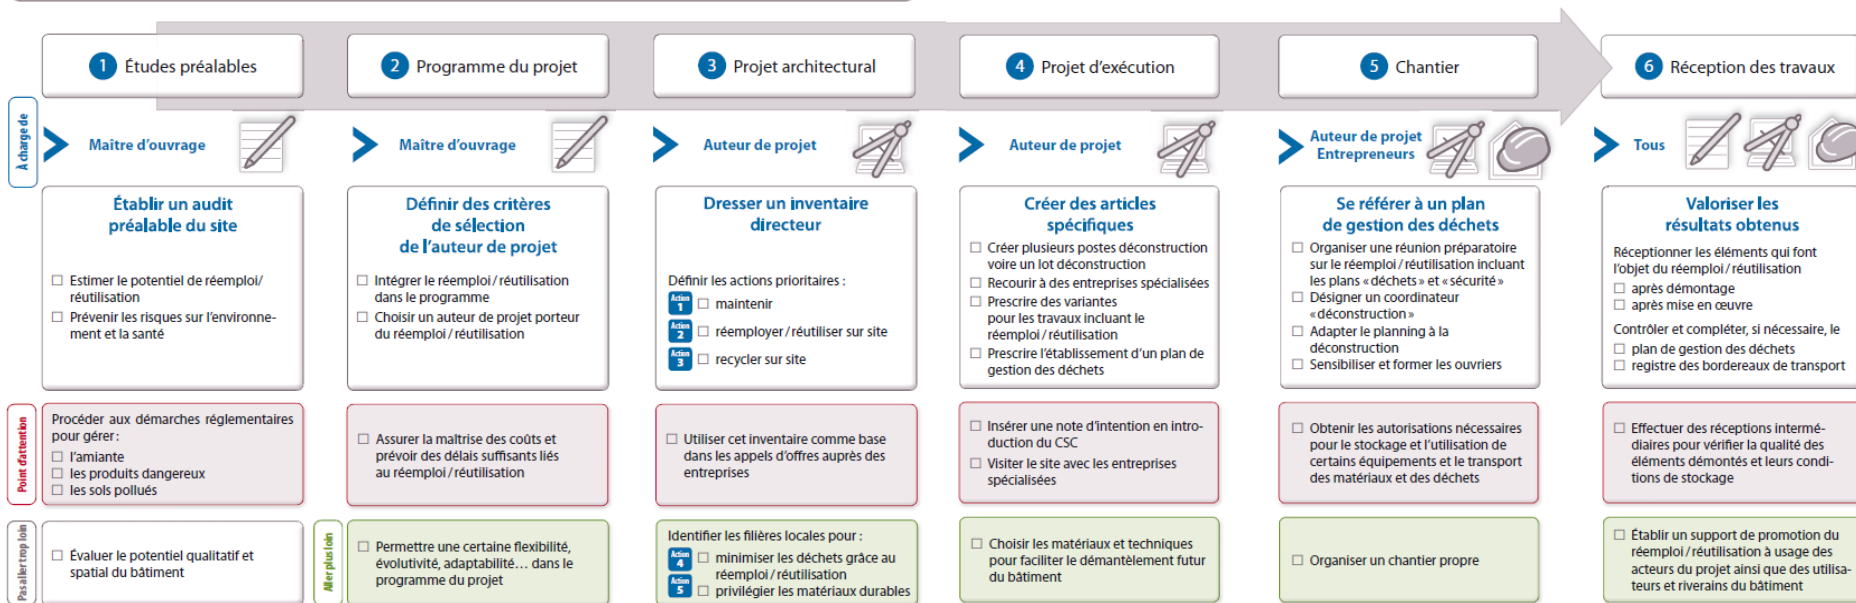 1 Études préalables
2 Programme du projet
3 Projet architectural
4 Projet d'exécution
5 Chantier
6 Réception des travaux
À charge de
Maître d'ouvrage
Maître d'ouvrage
Auteur de projet
Auteur de projet
Auteur de projet
Entrepreneurs
Tous
Établir un audit
préalable du site
Estimer le potentiel de réemploi/
réutilisation
Prévenir les risques sur l'environne-
ment et la santé
Définir des critères
de sélection
de l'auteur de projet
Intégrer le réemploi/réutilisation
dans le programme
Choisir un auteur de projet porteur
du réemploi/réutilisation
Dresser un inventaire
directeur
Définir les actions prioritaires :
Action 1 maintenir
Action 2 réemployer/réutiliser sur site
Action 3 recycler sur site
Créer des articles
spécifiques
Créer plusieurs postes déconstruction
voire un lot déconstruction
Recourir à des entreprises spécialisées
Prescrire des variantes
pour les travaux incluant le
réemploi/réutilisation
Prescrire l'établissement d'un plan de
gestion des déchets
Se référer à un plan
de gestion des déchets
Organiser une réunion préparatoire
sur le réemploi/réutilisation incluant
les plans «déchets» et «sécurité»
Désigner un coordinateur
«déconstruction»
Adapter le planning à la
déconstruction
Sensibiliser et former les ouvriers
Valoriser les
résultats obtenus
Réceptionner les éléments qui font
l'objet du réemploi/réutilisation
après démontage
après mise en œuvre
Contrôler et compléter, si nécessaire, le
plan de gestion des déchets
registre des bordereaux de transport
Point d'attention
Procéder aux démarches réglementaires
pour gérer :
l'amiante
les produits dangereux
les sols pollués
Assurer la maîtrise des coûts et
prévoir des délais suffisants liés
au réemploi/réutilisation
Utiliser cet inventaire comme base
dans les appels d'offres auprès des
entreprises
Insérer une note d'intention en intro-
duction du CSC
Visiter le site avec les entreprises
spécialisées
Obtenir les autorisations nécessaires
pour le stockage et l'utilisation de
certains équipements et le transport
des matériaux et des déchets
Effectuer des réceptions intermé-
diaires pour vérifier la qualité des
éléments démontés et leurs condi-
tions de stockage
Pas aller trop loin
Évaluer le potentiel qualitatif et
spatial du bâtiment
Aller plus loin
Permettre une certaine flexibilité,
évolutivité, adaptabilité... dans le
programme du projet
Identifier les filières locales pour :
Action 4 minimiser les déchets grâce au
réemploi/réutilisation
Action 5 privilégier les matériaux durables
Choisir les matériaux et techniques
pour faciliter le démantèlement futur
du bâtiment
Organiser un chantier propre
Établir un support de promotion du
réemploi/réutilisation à usage des
acteurs du projet ainsi que des utilisa-
teurs et riverains du bâtiment